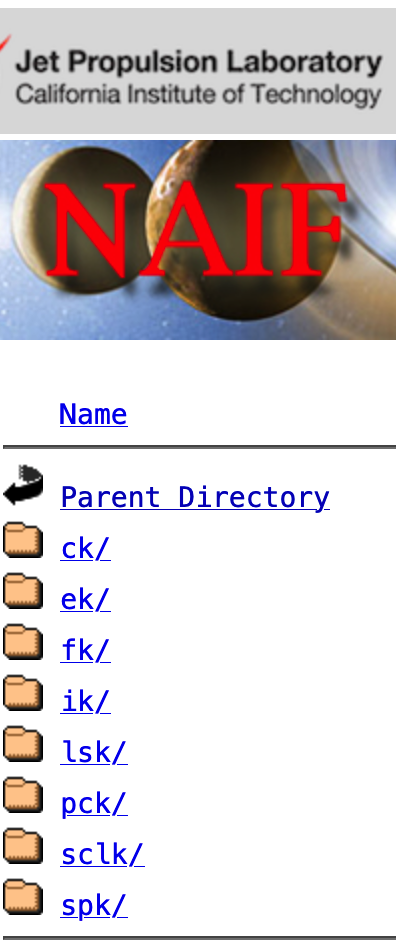 Jet Propulsion Laboratory
California Institute of Technology
NAIF
Name
Parent Directory
ck/
ek/
fk/
ik/
lsk/
pck/
sclk/
spk/